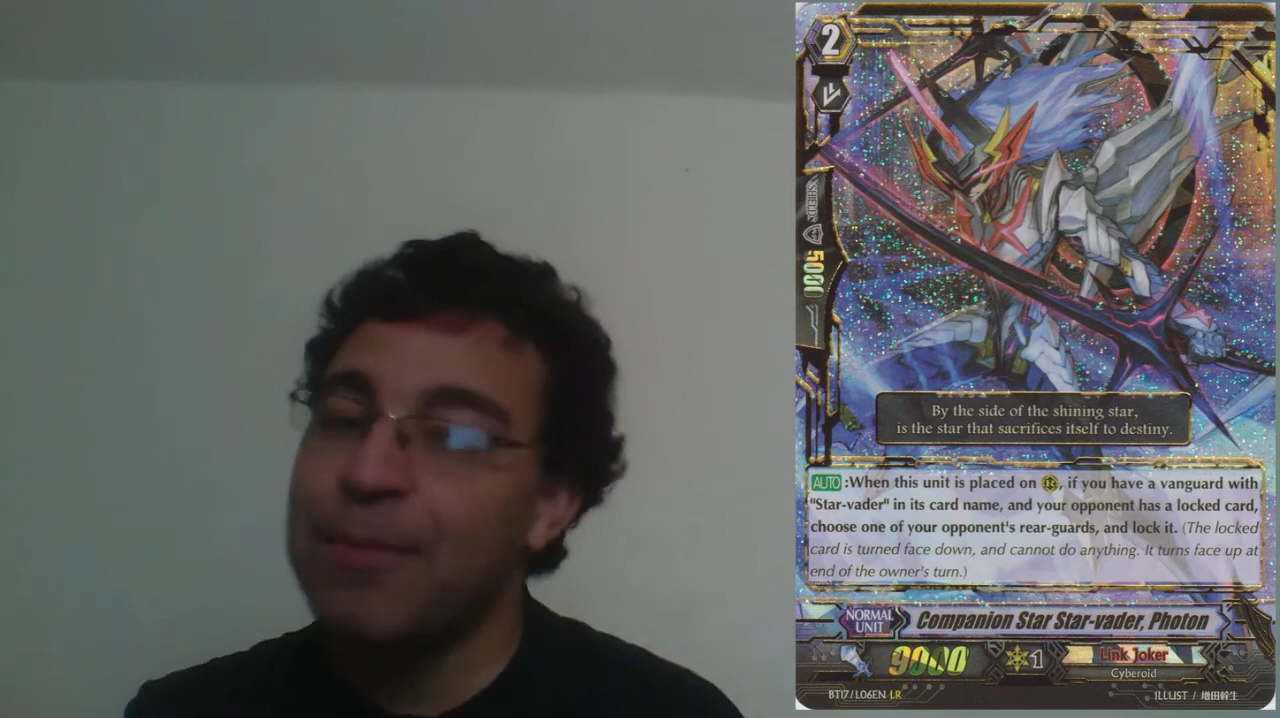 2
SHIELD
5000
By the side of the shining star,
is the star that sacrifices itself to destiny.
AUTO:When this unit is placed on , if you have a vanguard with
"Star-vader" in its card name, and your opponent has a locked card,
choose one of your opponent's rear-guards, and lock it. (The locked
card is turned face down, and cannot do anything. It turns face up at
end of the owner's turn.)
NORMAL
UNIT
Companion Star Star-vader, Photon
9000
1
Link Joker
Cyberoid
BT17/L06EN LR
ILLUST / 増田幹生